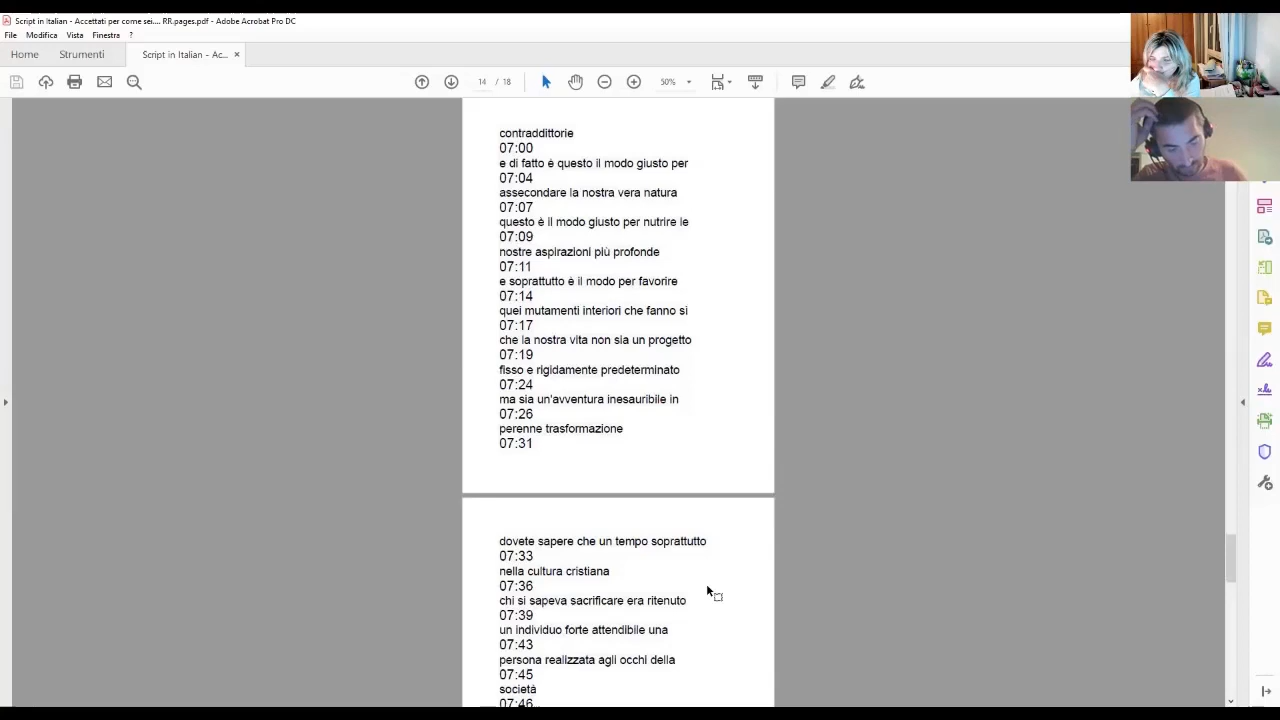 Script in Italian - Accettati per come sei.... RR.pages.pdf - Adobe Acrobat Pro DC
File Modifica Vista Finestra ?
Home Strumenti Script in Italian - Ac... ×
14 / 18 50%
contraddittorie
07:00
e di fatto è questo il modo giusto per
07:04
assecondare la nostra vera natura
07:07
questo è il modo giusto per nutrire le
07:09
nostre aspirazioni più profonde
07:11
e soprattutto è il modo per favorire
07:14
quei mutamenti interiori che fanno si
07:17
che la nostra vita non sia un progetto
07:19
fisso e rigidamente predeterminato
07:24
ma sia un'avventura inesauribile in
07:26
perenne trasformazione
07:31
dovete sapere che un tempo soprattutto
07:33
nella cultura cristiana
07:36
chi si sapeva sacrificare era ritenuto
07:39
un individuo forte attendibile una
07:43
persona realizzata agli occhi della
07:45
società
07:46